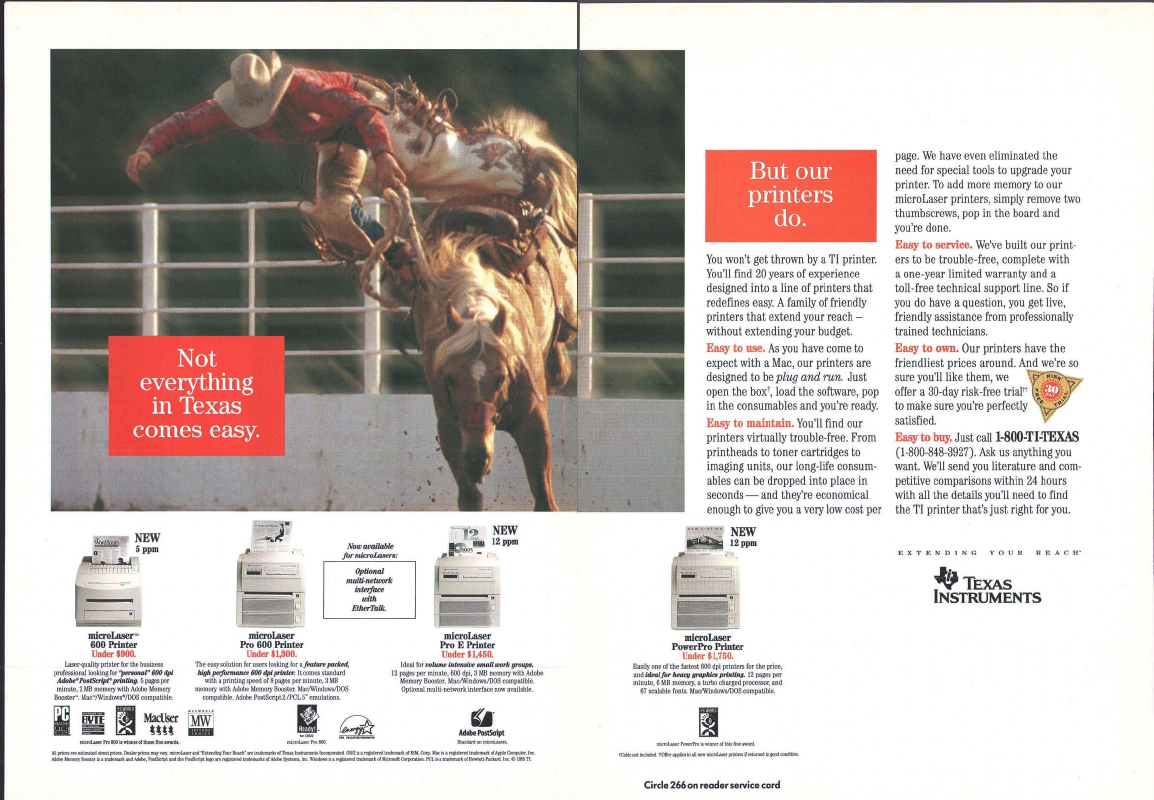 Not
everything
in Texas
comes easy.
But our
printers
do.
You won't get thrown by a TI printer.
You'll find 20 years of experience
designed into a line of printers that
redefines easy. A family of friendly
printers that extend your reach –
without extending your budget.
Easy to use. As you have come to
expect with a Mac, our printers are
designed to be plug and run. Just
open the box†, load the software, pop
in the consumables and you're ready.
Easy to maintain. You'll find our
printers virtually trouble-free. From
printheads to toner cartridges to
imaging units, our long-life consum-
ables can be dropped into place in
seconds — and they're economical
enough to give you a very low cost per
page. We have even eliminated the
need for special tools to upgrade your
printer. To add more memory to our
microLaser printers, simply remove two
thumbscrews, pop in the board and
you're done.
Easy to service. We've built our print-
ers to be trouble-free, complete with
a one-year limited warranty and a
toll-free technical support line. So if
you do have a question, you get live,
friendly assistance from professionally
trained technicians.
Easy to own. Our printers have the
friendliest prices around. And we're so
sure you'll like them, we
offer a 30-day risk-free trial††
to make sure you're perfectly
satisfied.
RISK
FREE
30
TRIAL
Easy to buy. Just call 1-800-TI-TEXAS
(1-800-848-3927). Ask us anything you
want. We'll send you literature and com-
petitive comparisons within 24 hours
with all the details you'll need to find
the TI printer that's just right for you.
EXTENDING YOUR REACH™
TEXAS
INSTRUMENTS
NEW
5 ppm
microLaser™
600 Printer
Under $900.
Laser-quality printer for the business
professional looking for "personal" 600 dpi
Adobe® PostScript® printing. 5 pages per
minute, 2 MB memory with Adobe Memory
Booster™. Mac™/Windows®/DOS compatible.
microLaser
Pro 600 Printer
Under $1,300.
The easy solution for users looking for a feature packed,
high performance 600 dpi printer. It comes standard
with a printing speed of 8 pages per minute, 3 MB
memory with Adobe Memory Booster. Mac/Windows/DOS
compatible. Adobe PostScript 2/PCL 5™ emulations.
Now available
for microLasers:
Optional
multi-network
interface
with
EtherTalk.
NEW
12 ppm
microLaser
Pro E Printer
Under $1,450.
Ideal for volume intensive small work groups.
12 pages per minute, 600 dpi, 3 MB memory with Adobe
Memory Booster. Mac/Windows/DOS compatible.
Optional multi-network interface now available.
NEW
12 ppm
microLaser
PowerPro Printer
Under $1,750.
Easily one of the fastest 600 dpi printers for the price,
and ideal for heavy graphics printing. 12 pages per
minute, 6 MB memory, a turbo charged processor, and
67 scalable fonts. Mac/Windows/DOS compatible.
PC
BYTE
PC WORLD
MacUser
MW
microLaser Pro 600 is winner of these fine awards.
Ready!
for OS/2
microLaser Pro 600.
Energy
Adobe PostScript
Standard on microLasers.
PC WORLD
microLaser PowerPro is winner of this fine award.
All prices are estimated street prices. Dealer prices may vary. microLaser and "Extending Your Reach" are trademarks of Texas Instruments Incorporated. OS/2 is a registered trademark of IBM, Corp. Mac is a registered trademark of Apple Computer, Inc.
Adobe Memory Booster is a trademark and Adobe, PostScript and the PostScript logo are registered trademarks of Adobe Systems, Inc. Windows is a registered trademark of Microsoft Corporation. PCL is a trademark of Hewlett-Packard, Inc. © 1995 TI.
†Cable not included. ††Offer applies to all new microLaser printers if returned in good condition.
Circle 266 on reader service card